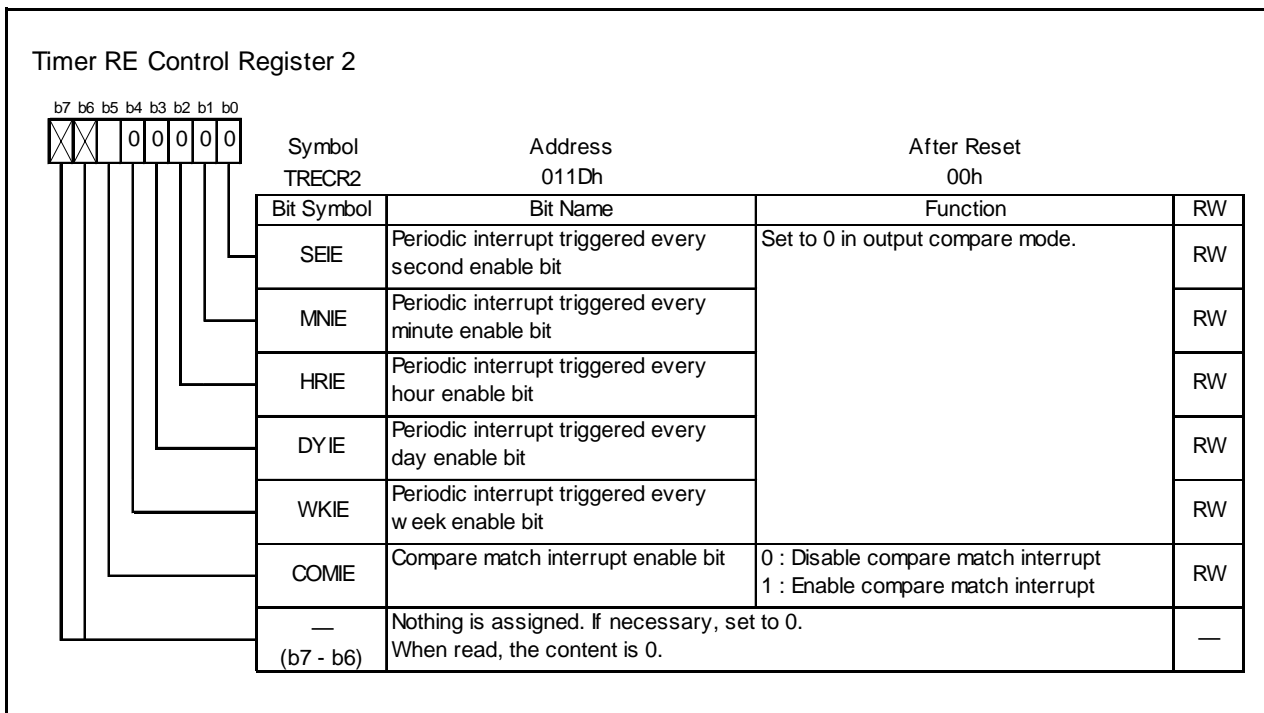 Timer RE Control Register 2
b7 b6 b5 b4 b3 b2 b1 b0
0 0 0 0 0
Symbol Address After Reset
TRECR2 011Dh 00h
Bit Symbol Bit Name Function RW
SEIE Periodic interrupt triggered every second enable bit Set to 0 in output compare mode. RW
MNIE Periodic interrupt triggered every minute enable bit RW
HRIE Periodic interrupt triggered every hour enable bit RW
DYIE Periodic interrupt triggered every day enable bit RW
WKIE Periodic interrupt triggered every week enable bit RW
COMIE Compare match interrupt enable bit 0 : Disable compare match interrupt
1 : Enable compare match interrupt RW
— (b7 - b6) Nothing is assigned. If necessary, set to 0.
When read, the content is 0. —